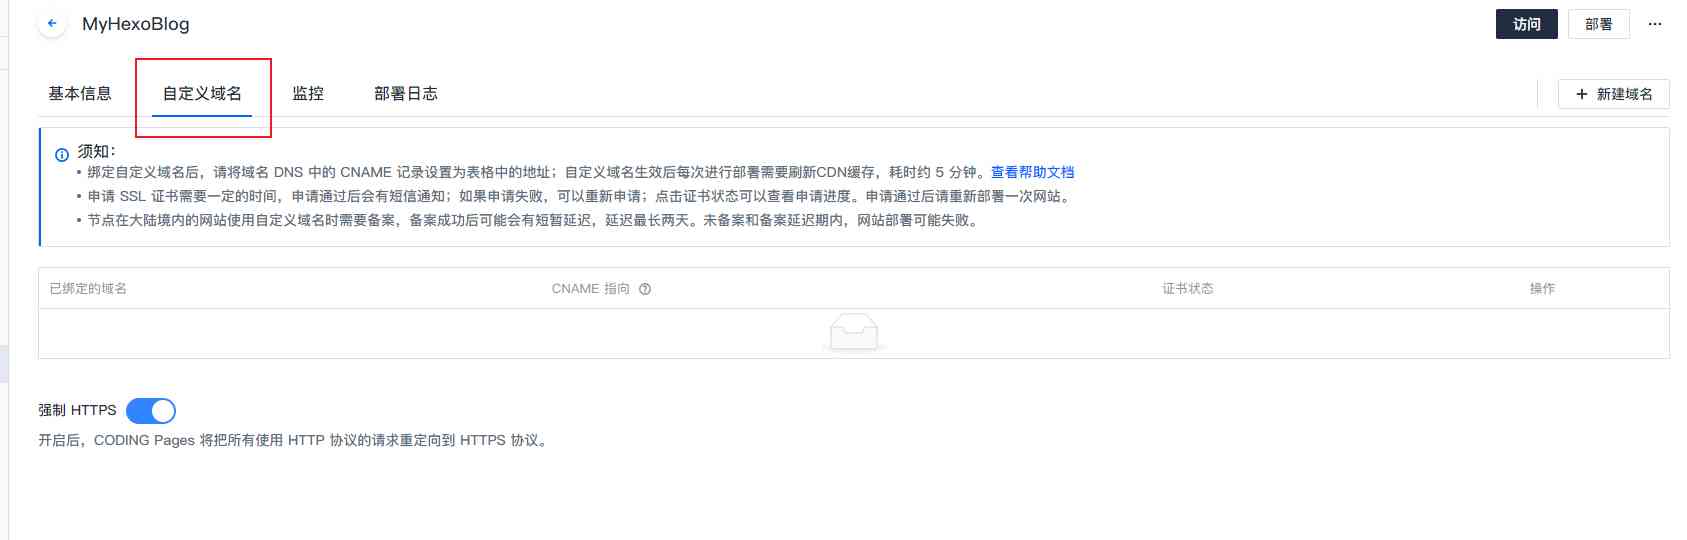 MyHexoBlog
访问
部署
基本信息
自定义域名
监控
部署日志
新建域名
须知：
• 绑定自定义域名后，请将域名 DNS 中的 CNAME 记录设置为表格中的地址；自定义域名生效后每次进行部署需要刷新CDN缓存，耗时约 5 分钟。查看帮助文档
• 申请 SSL 证书需要一定的时间，申请通过后会有短信通知；如果申请失败，可以重新申请；点击证书状态可以查看申请进度。申请通过后请重新部署一次网站。
• 节点在大陆境内的网站使用自定义域名时需要备案，备案成功后可能会有短暂延迟，延迟最长两天。未备案和备案延迟期内，网站部署可能失败。
已绑定的域名
CNAME 指向
证书状态
操作
强制 HTTPS
开启后，CODING Pages 将把所有使用 HTTP 协议的请求重定向到 HTTPS 协议。